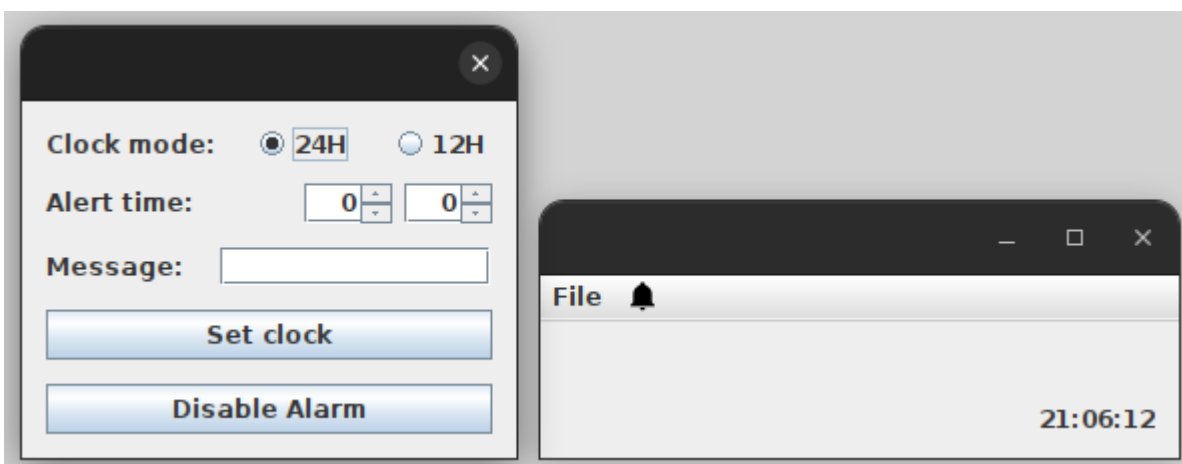 Clock mode: 24H 12H
Alert time: 0 0
Message:
Set clock
Disable Alarm
File
21:06:12